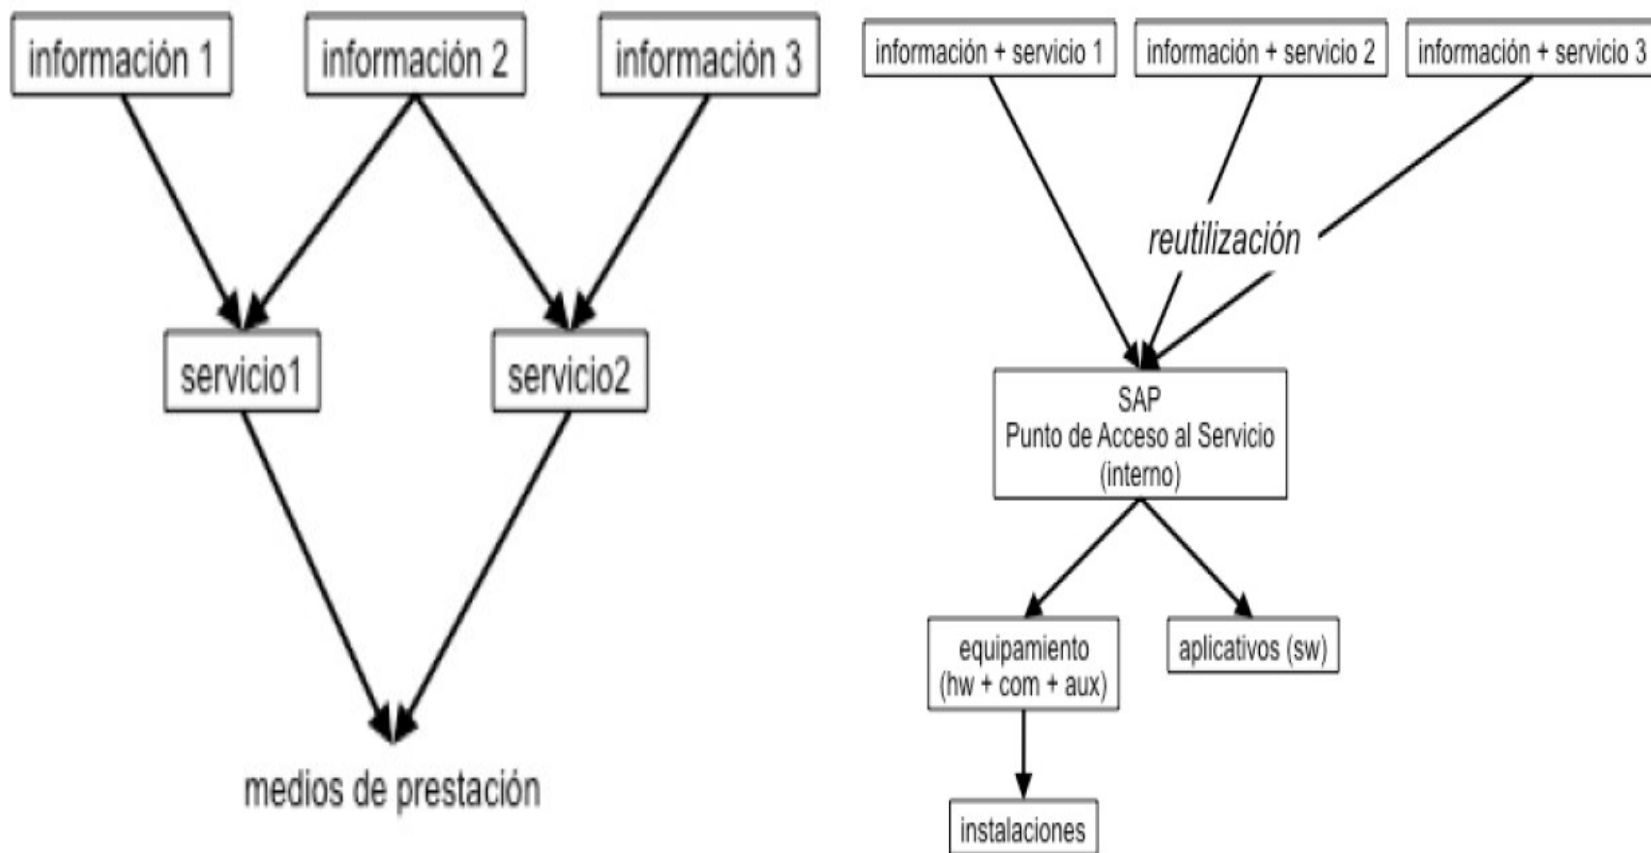 información 1
información 2
información 3
servicio1
servicio2
medios de prestación
información + servicio 1
información + servicio 2
información + servicio 3
reutilización
SAP
Punto de Acceso al Servicio
(interno)
equipamiento
(hw + com + aux)
aplicativos (sw)
instalaciones